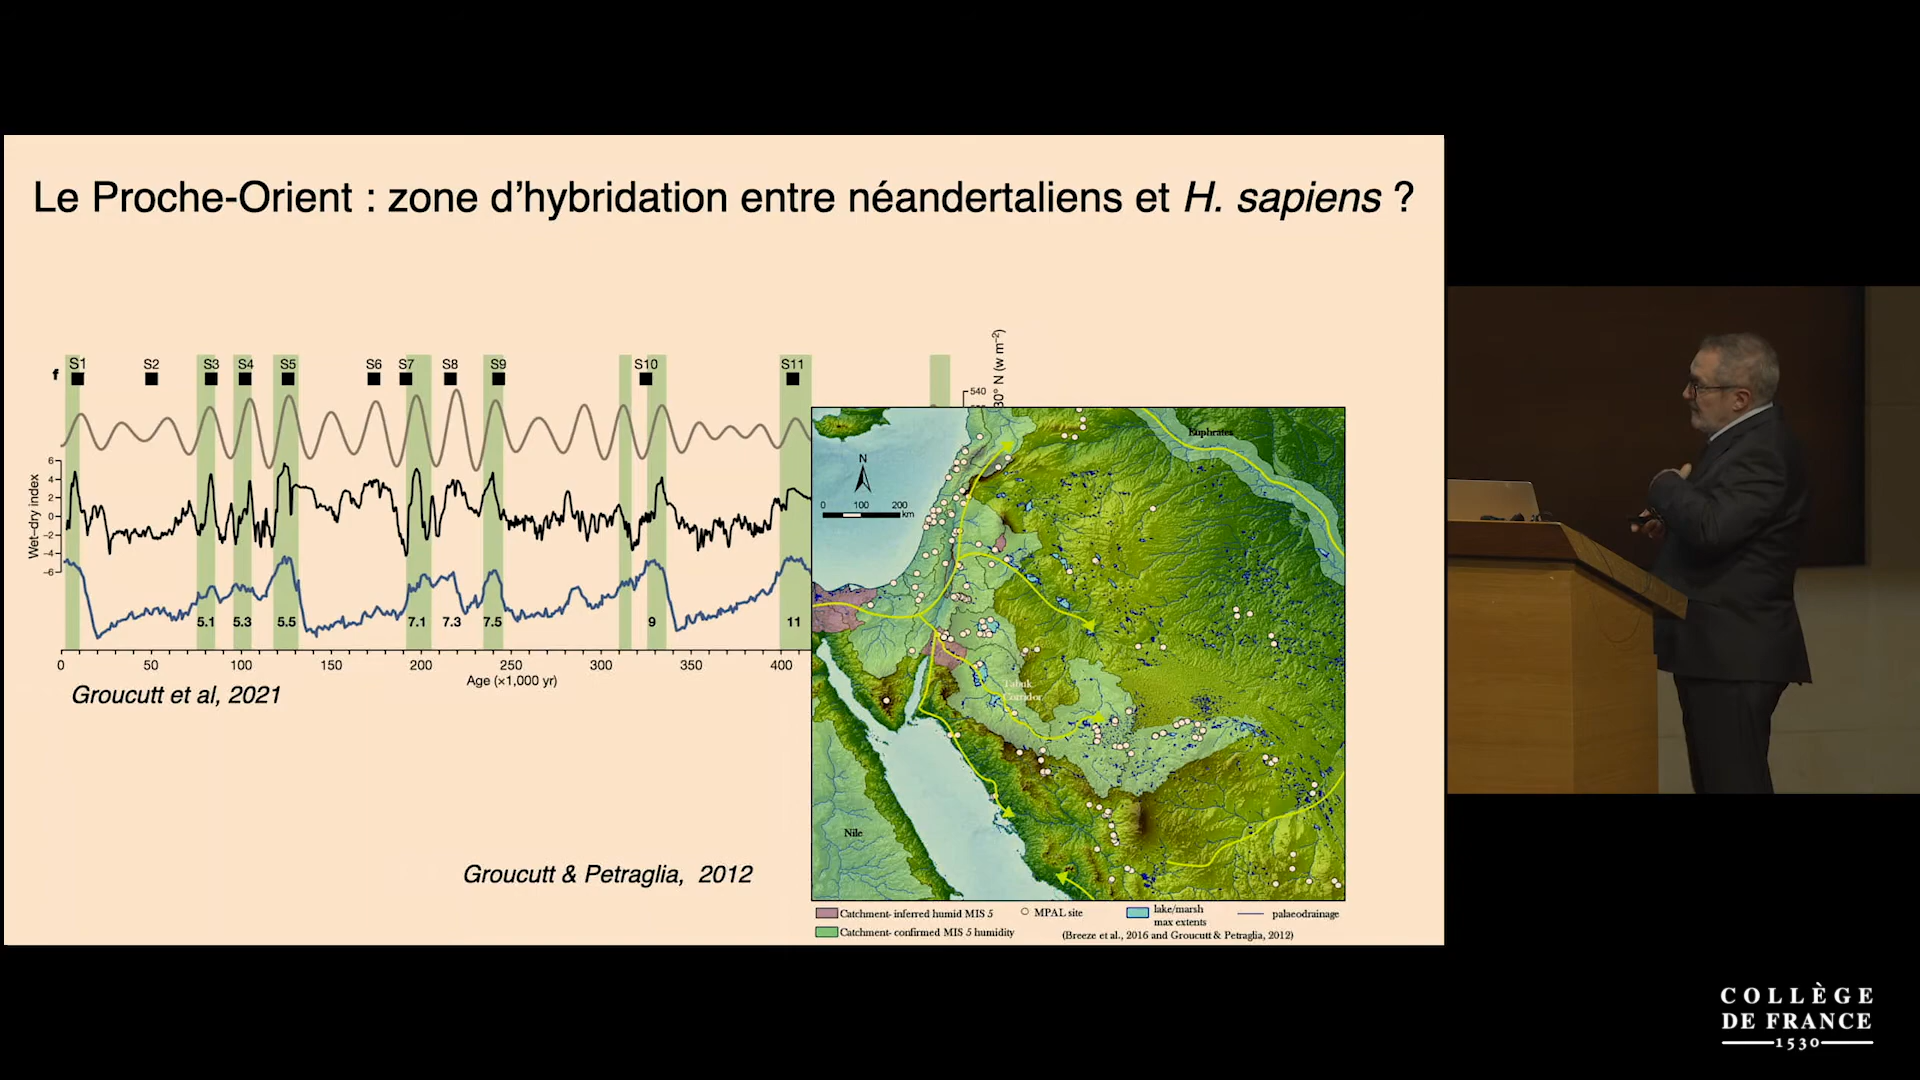 Le Proche-Orient : zone d’hybridation entre néandertaliens et H. sapiens ?
f
S1 S2 S3 S4 S5 S6 S7 S8 S9 S10 S11
30° N (w m⁻²)
540
Wet–dry index
6
4
2
0
−2
−4
−6
5.1 5.3 5.5 7.1 7.3 7.5 9 11
0 50 100 150 200 250 300 350 400
Age (×1,000 yr)
Groucutt et al, 2021
Groucutt & Petraglia, 2012
Euphrates
N
0 100 200
km
Tabuk
Corridor
Nile
Catchment- inferred humid MIS 5
MPAL site
lake/marsh
max extents
palaeodrainage
Catchment- confirmed MIS 5 humidity
(Breeze et al., 2016 and Groucutt & Petraglia, 2012)
COLLÈGE
DE FRANCE
1530